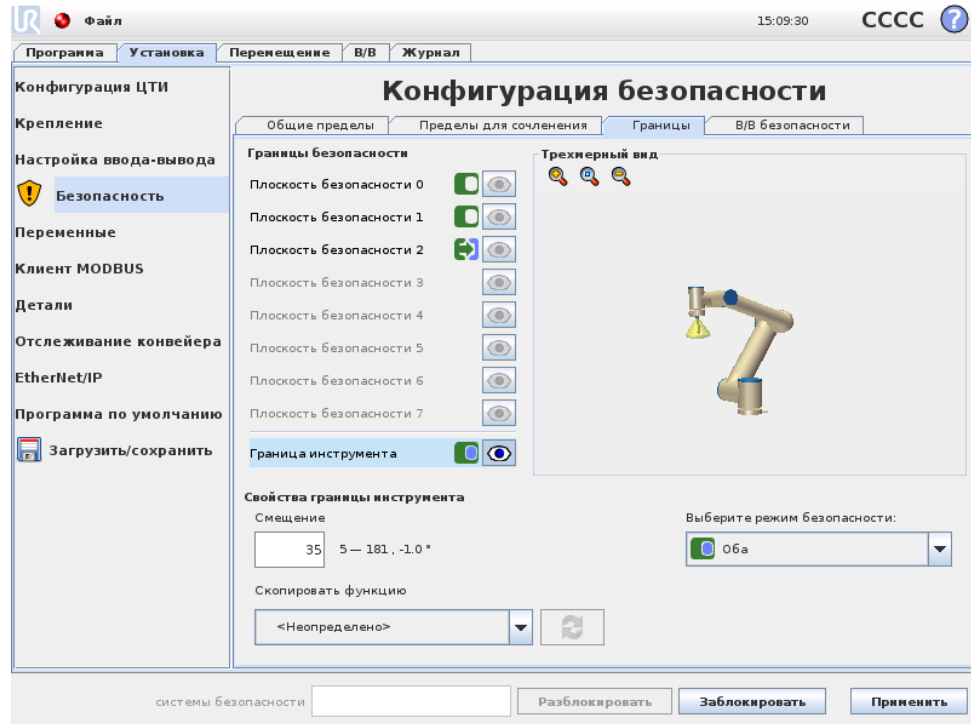 UR Файл 15:09:30 CCCC ?
Программа Установка Перемещение В/В Журнал
Конфигурация ЦТИ
Крепление
Настройка ввода-вывода
Безопасность
Переменные
Клиент MODBUS
Детали
Отслеживание конвейера
EtherNet/IP
Программа по умолчанию
Загрузить/сохранить
Конфигурация безопасности
Общие пределы Пределы для сочленения Границы В/В безопасности
Границы безопасности
Плоскость безопасности 0
Плоскость безопасности 1
Плоскость безопасности 2
Плоскость безопасности 3
Плоскость безопасности 4
Плоскость безопасности 5
Плоскость безопасности 6
Плоскость безопасности 7
Граница инструмента
Трехмерный вид
Свойства границы инструмента
Смещение
35 5 — 181 , -1.0 °
Скопировать функцию
<Неопределено>
Выберите режим безопасности:
Оба
системы безопасности Разблокировать Заблокировать Применить